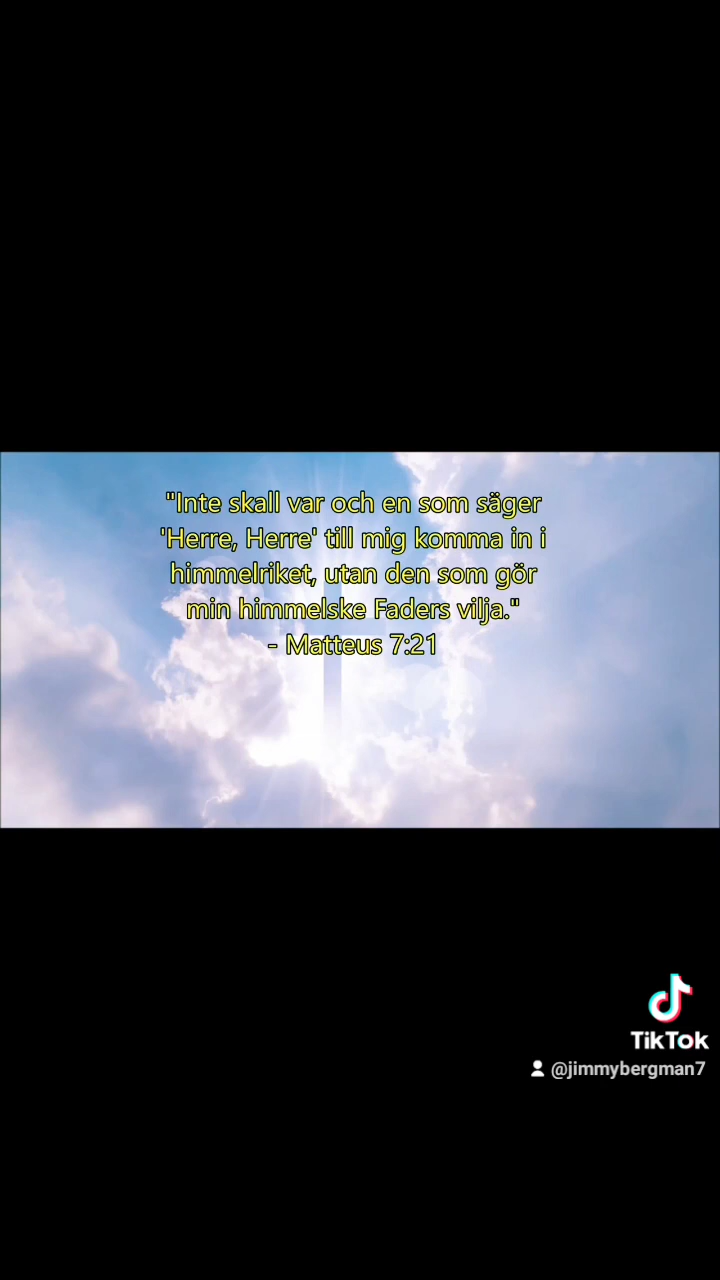 "Inte skall var och en som säger
'Herre, Herre' till mig komma in i
himmelriket, utan den som gör
min himmelske Faders vilja."
- Matteus 7:21
TikTok
@jimmybergman7